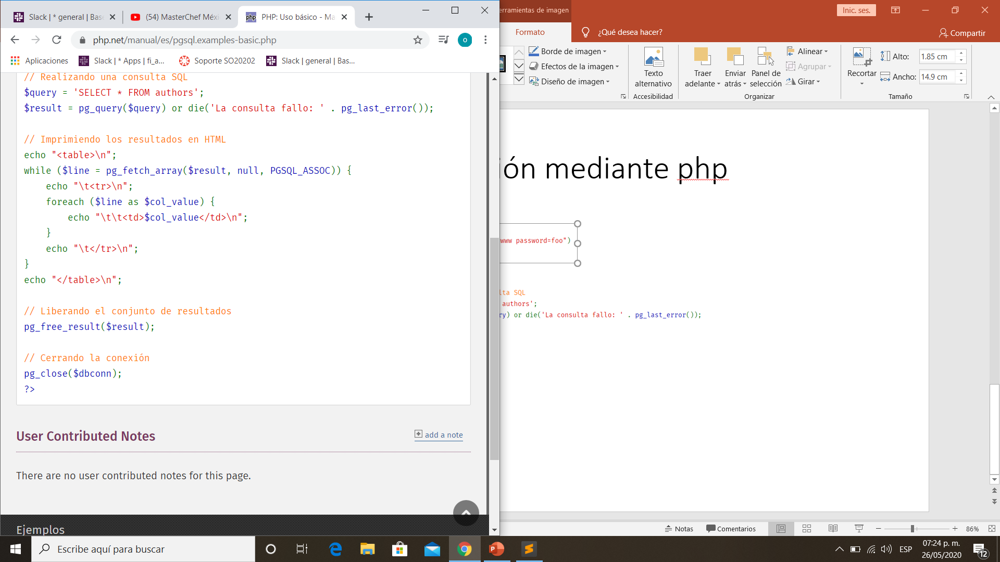 Slack | * general | Bas
(54) MasterChef Méxi
php
PHP: Uso básico - Ma
php.net/manual/es/pgsql.examples-basic.php
o
Aplicaciones
Slack | * Apps | fi_a...
Soporte SO20202
Slack | general | Bas...
// Realizando una consulta SQL
$query = 'SELECT * FROM authors';
$result = pg_query($query) or die('La consulta fallo: ' . pg_last_error());
// Imprimiendo los resultados en HTML
echo "<table>\n";
while ($line = pg_fetch_array($result, null, PGSQL_ASSOC)) {
    echo "\t<tr>\n";
    foreach ($line as $col_value) {
        echo "\t\t<td>$col_value</td>\n";
    }
    echo "\t</tr>\n";
}
echo "</table>\n";
// Liberando el conjunto de resultados
pg_free_result($result);
// Cerrando la conexión
pg_close($dbconn);
?>
User Contributed Notes
add a note
There are no user contributed notes for this page.
Ejemplos
erramientas de imagen
Inic. ses.
Formato
¿Qué desea hacer?
Compartir
Borde de imagen
Efectos de la imagen
Diseño de imagen
Texto alternativo
Accesibilidad
Traer adelante
Enviar atrás
Panel de selección
Alinear
Agrupar
Girar
Organizar
Recortar
Alto:
1.85 cm
Ancho:
14.9 cm
Tamaño
ión mediante php
www password=foo")
lta SQL
authors';
ry) or die('La consulta fallo: ' . pg_last_error());
Notas
Comentarios
86%
Escribe aquí para buscar
ESP
07:24 p. m.
26/05/2020
12